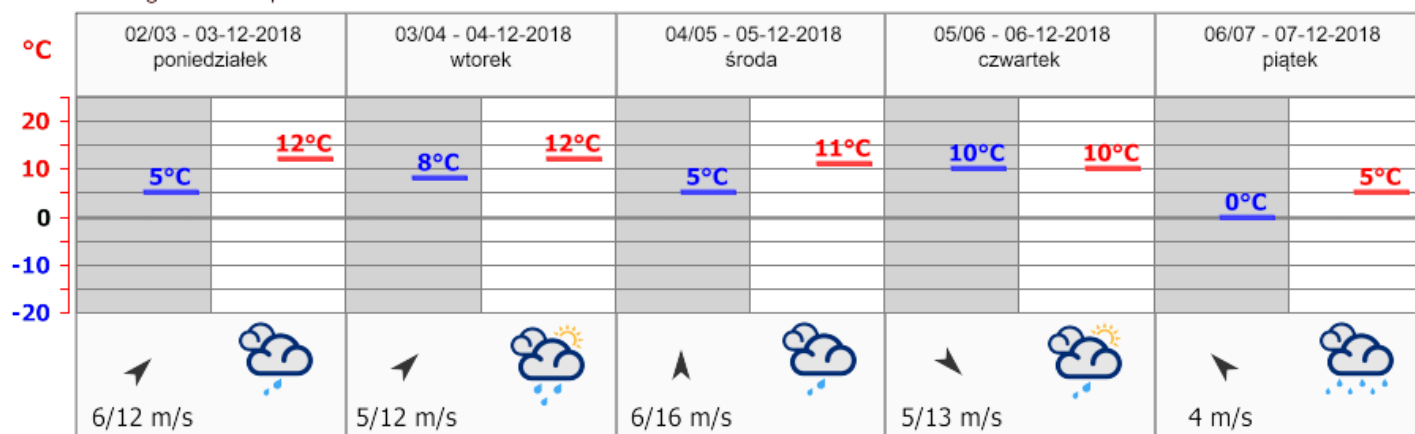 °C
02/03 - 03-12-2018
poniedziałek
03/04 - 04-12-2018
wtorek
04/05 - 05-12-2018
środa
05/06 - 06-12-2018
czwartek
06/07 - 07-12-2018
piątek
20
10
0
-10
-20
5°C
12°C
8°C
12°C
5°C
11°C
10°C
10°C
0°C
5°C
6/12 m/s
5/12 m/s
6/16 m/s
5/13 m/s
4 m/s